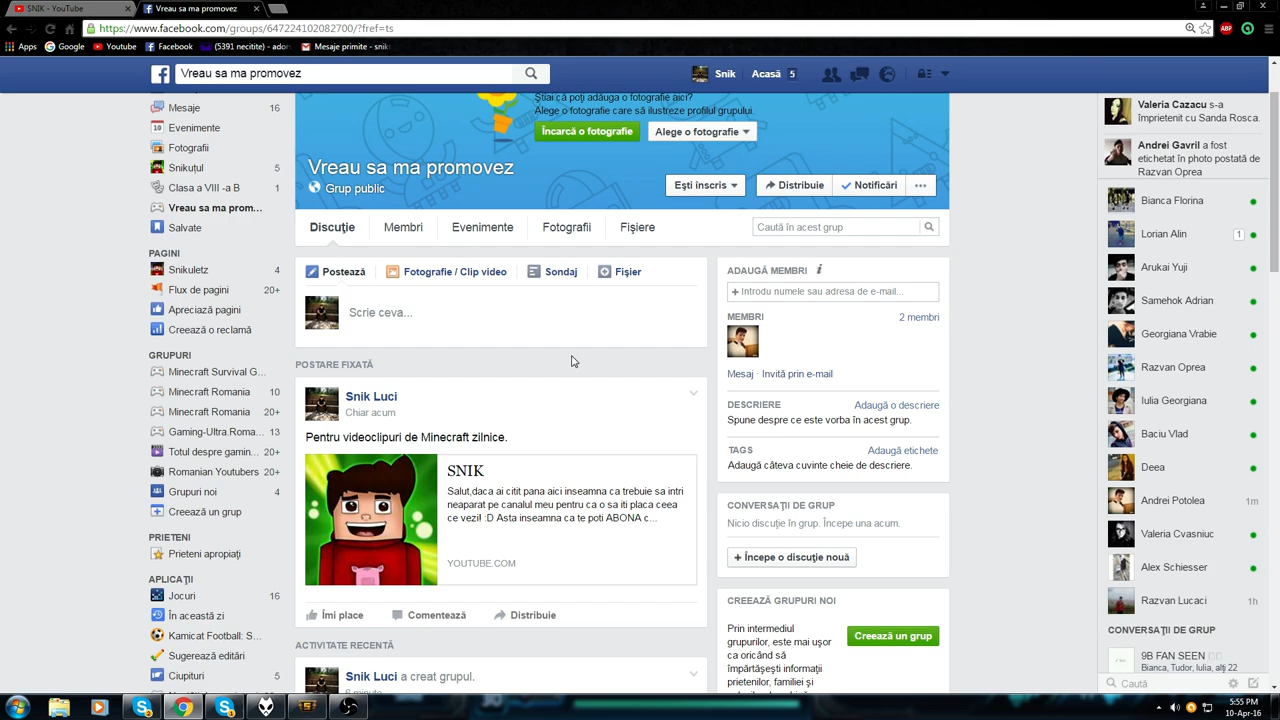 SNIK - YouTube
Vreau sa ma promovez
https://www.facebook.com/groups/647224102082700/?fref=ts
Apps
Google
Youtube
Facebook
(5391 necitite) - ador...
Mesaje primite - snik...
Vreau sa ma promovez
Snik
Acasă 5
Mesaje 16
Evenimente
Fotografii
Snikuțul 5
Clasa a VIII -a B 1
Vreau sa ma prom...
Salvate
PAGINI
Snikuletz 4
Flux de pagini 20+
Apreciază pagini
Creează o reclamă
GRUPURI
Minecraft Survival G...
Minecraft Romania 10
Minecraft Romania 20+
Gaming-Ultra.Roma... 13
Totul despre gamin... 20+
Romanian Youtubers 20+
Grupuri noi 4
Creează un grup
PRIETENI
Prieteni apropiați
APLICAȚII
Jocuri 16
În această zi
Kamicat Football: S...
Sugerează editări
Ciupituri 5
Știai că poți adăuga o fotografie aici?
Alege o fotografie care să ilustreze profilul grupului.
Încarcă o fotografie
Alege o fotografie
Vreau sa ma promovez
Grup public
Ești înscris
Distribuie
Notificări
Discuție
Membri
Evenimente
Fotografii
Fișiere
Caută în acest grup
Postează
Fotografie / Clip video
Sondaj
Fișier
Scrie ceva...
POSTARE FIXATĂ
Snik Luci
Chiar acum
Pentru videoclipuri de Minecraft zilnice.
SNIK
Salut,daca ai citit pana aici inseamna ca trebuie sa intri
neaparat pe canalul meu pentru ca o sa iti placa ceea
ce vezi! :D Asta inseamna ca te poti ABONA c...
YOUTUBE.COM
Îmi place
Comentează
Distribuie
ACTIVITATE RECENTĂ
Snik Luci a creat grupul.
ADAUGĂ MEMBRI
+ Introdu numele sau adresa de e-mail...
MEMBRI
2 membri
Mesaj · Invită prin e-mail
DESCRIERE
Adaugă o descriere
Spune despre ce este vorba în acest grup.
TAGS
Adaugă etichete
Adaugă câteva cuvinte cheie de descriere.
CONVERSAȚII DE GRUP
Nicio discuție în grup. Începe una acum.
+ Începe o discuție nouă
CREEAZĂ GRUPURI NOI
Prin intermediul
grupurilor, este mai ușor
ca oricând să
împărtășești informații
prietenilor, familiei și
Creează un grup
Valeria Cazacu s-a
împrietenit cu Sanda Rosca.
Andrei Gavril a fost
etichetat în photo postată de
Razvan Oprea
Bianca Florina
Lorian Alin 1
Arukai Yuji
Samehok Adrian
Georgiana Vrabie
Razvan Oprea
Iulia Georgiana
Baciu Vlad
Deea
Andrei Potolea 1m
Valeria Cvasniuc
Alex Schiesser
Razvan Lucaci 1h
CONVERSAȚII DE GRUP
9B FAN SEEN
Bianca, Tudor, Iulia, alți 22
Caută
5:55 PM
10-Apr-16